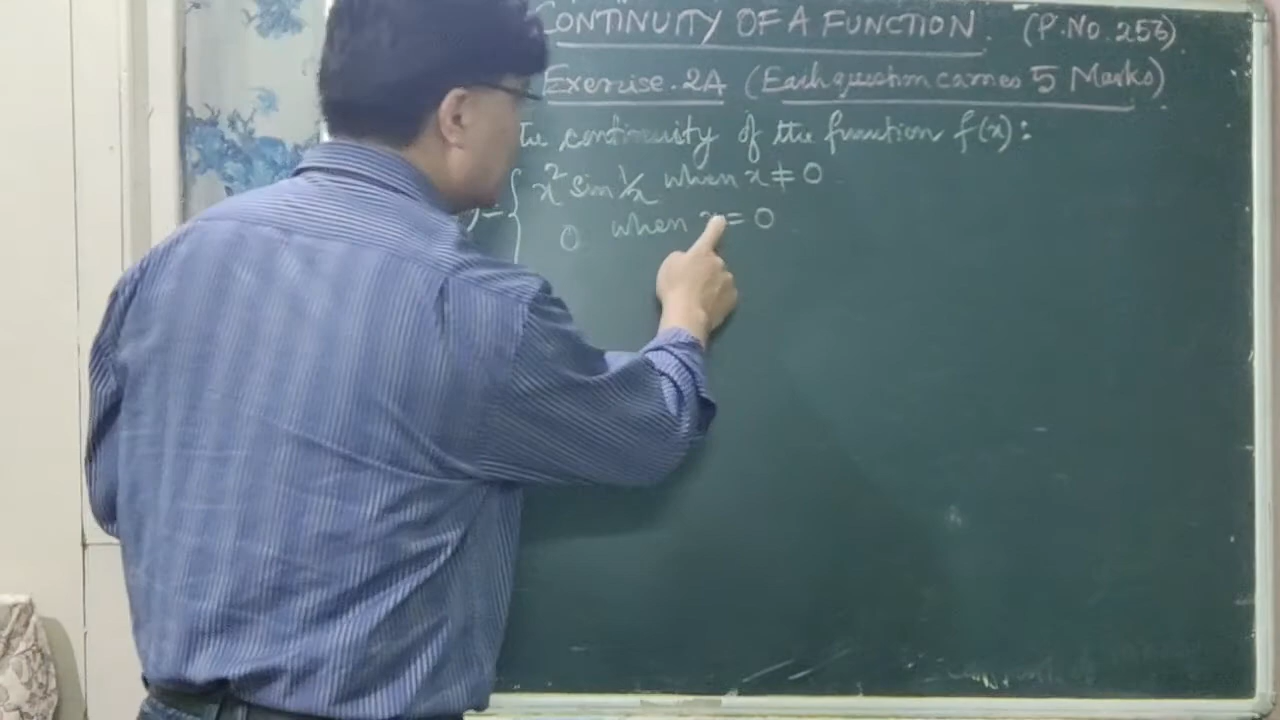 CONTINUITY OF A FUNCTION. (P.No.256)
Exercise.2A (Each question carries 5 Marks)
the continuity of the function f(x):
) = { x² sin 1/x when x ≠ 0
0 when x = 0